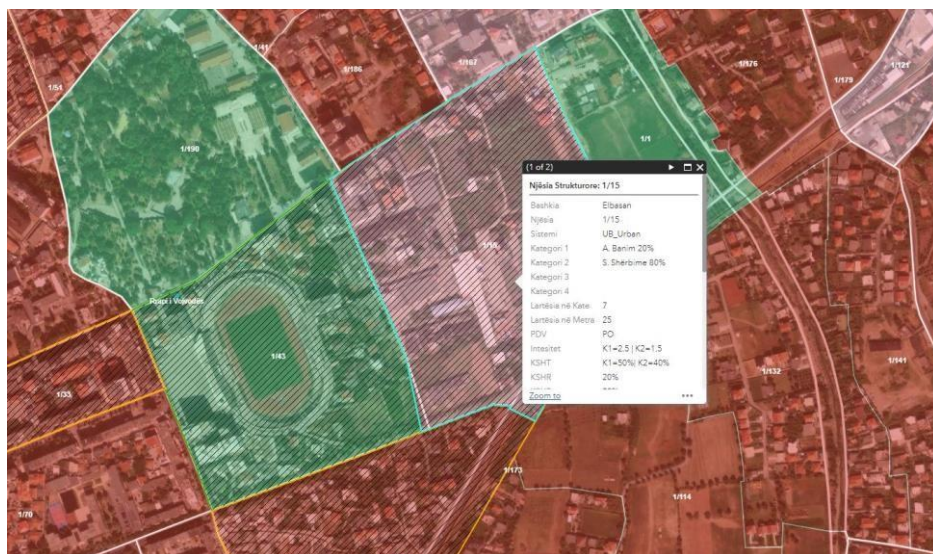 1/41
1/167
1/51
1/186
1/176
1/179
1/121
1/190
1/1
(1 of 2)
Njësia Strukturore: 1/15
Bashkia Elbasan
Njësia 1/15
Sistemi UB_Urban
Kategori 1 A. Banim 20%
Kategori 2 S. Shërbime 80%
Kategori 3
Kategori 4
Lartësia në Kate 7
Lartësia në Metra 25
PDV PO
Intesitet K1=2.5 | K2=1.5
KSHT K1=50%| K2=40%
KSHR 20%
Zoom to
1/15
Rrapi i Vojvodës
1/43
1/33
1/132
1/141
1/173
1/114
1/70